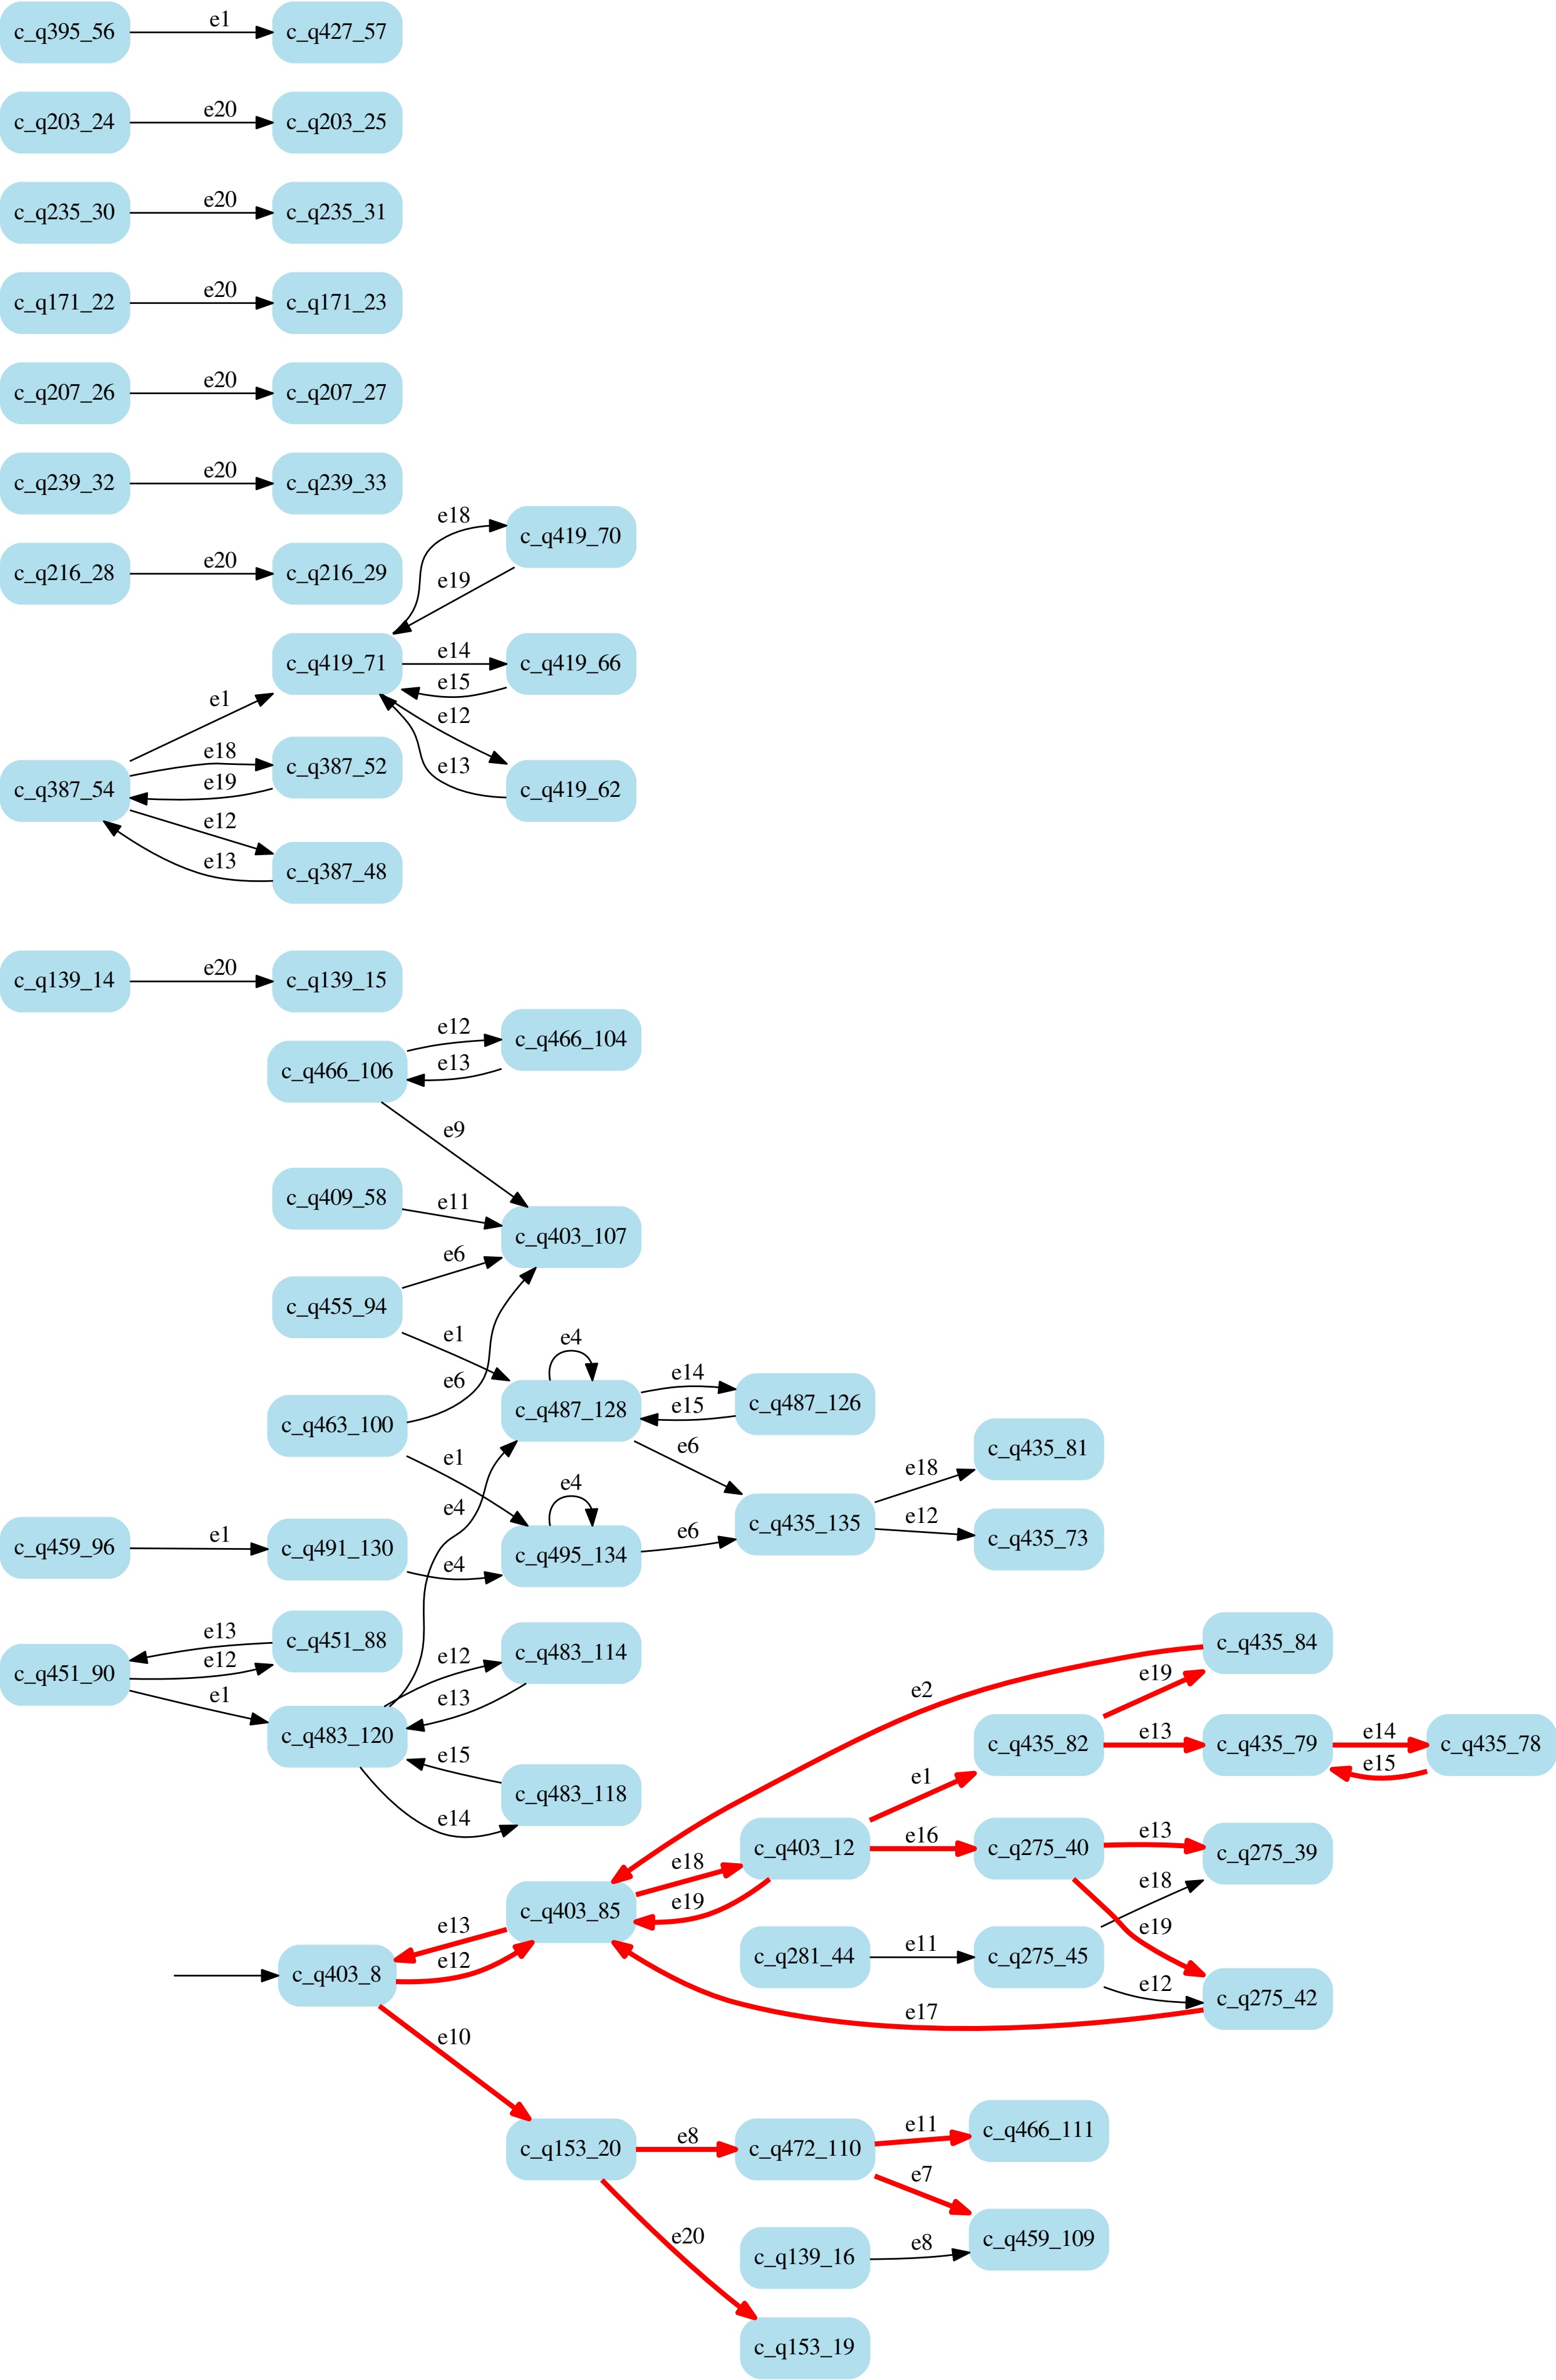 c_q395_56 e1 c_q427_57
c_q203_24 e20 c_q203_25
c_q235_30 e20 c_q235_31
c_q171_22 e20 c_q171_23
c_q207_26 e20 c_q207_27
c_q239_32 e20 c_q239_33
e18 c_q419_70
c_q216_28 e20 c_q216_29
e19
c_q419_71 e14 c_q419_66
e15
e1
e12
e18 c_q387_52
e13
c_q387_54 e19 c_q419_62
e12
e13 c_q387_48
c_q139_14 e20 c_q139_15
e12 c_q466_104
c_q466_106 e13
e9
c_q409_58 e11
c_q403_107
e6
c_q455_94
e1
e4
e6
e14
c_q487_128 e15 c_q487_126
c_q463_100
e6 c_q435_81
e1
e18
e4
e4
c_q435_135 e12
e6 c_q435_73
c_q459_96 e1 c_q491_130 e4 c_q495_134
e13 c_q451_88
c_q451_90 e12 e12 c_q483_114 c_q435_84
e19
e1 e13 e2
c_q483_120 c_q435_82 e13 c_q435_79 e14 c_q435_78
e15 e15
e1
c_q483_118
e14 c_q403_12 e16 c_q275_40 e13 c_q275_39
e18
e18
c_q403_85 e19
e13 e19
c_q281_44 e11 c_q275_45
c_q403_8 e12 e12 c_q275_42
e17
e10
e11 c_q466_111
c_q153_20 e8 c_q472_110
e7
e20 c_q459_109
c_q139_16 e8
c_q153_19